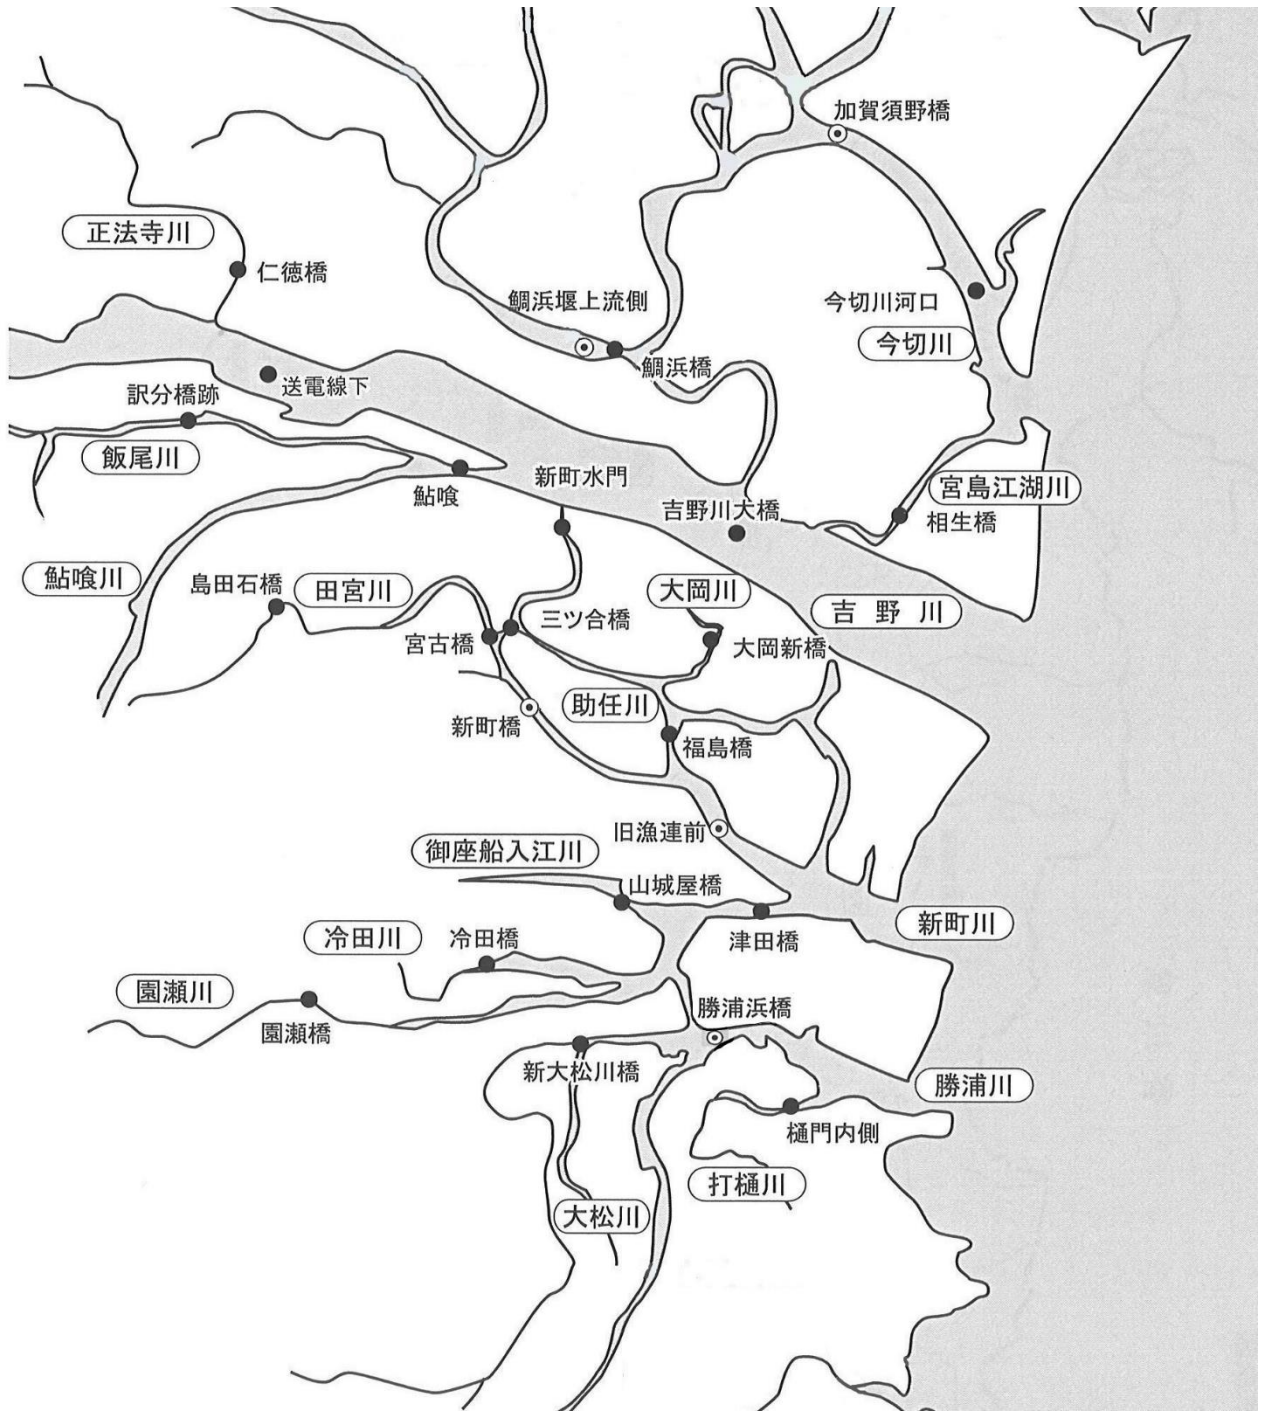 加賀須野橋
正法寺川
仁徳橋
鯛浜堰上流側
今切川河口
今切川
鯛浜橋
送電線下
訳分橋跡
飯尾川
鮎喰
新町水門
吉野川大橋
宮島江湖川
相生橋
鮎喰川
島田石橋
田宮川
大岡川
吉野川
宮古橋
三ツ合橋
大岡新橋
助任川
新町橋
福島橋
旧漁連前
御座船入江川
山城屋橋
新町川
冷田川
冷田橋
津田橋
園瀬川
園瀬橋
勝浦浜橋
新大松川橋
勝浦川
樋門内側
打樋川
大松川